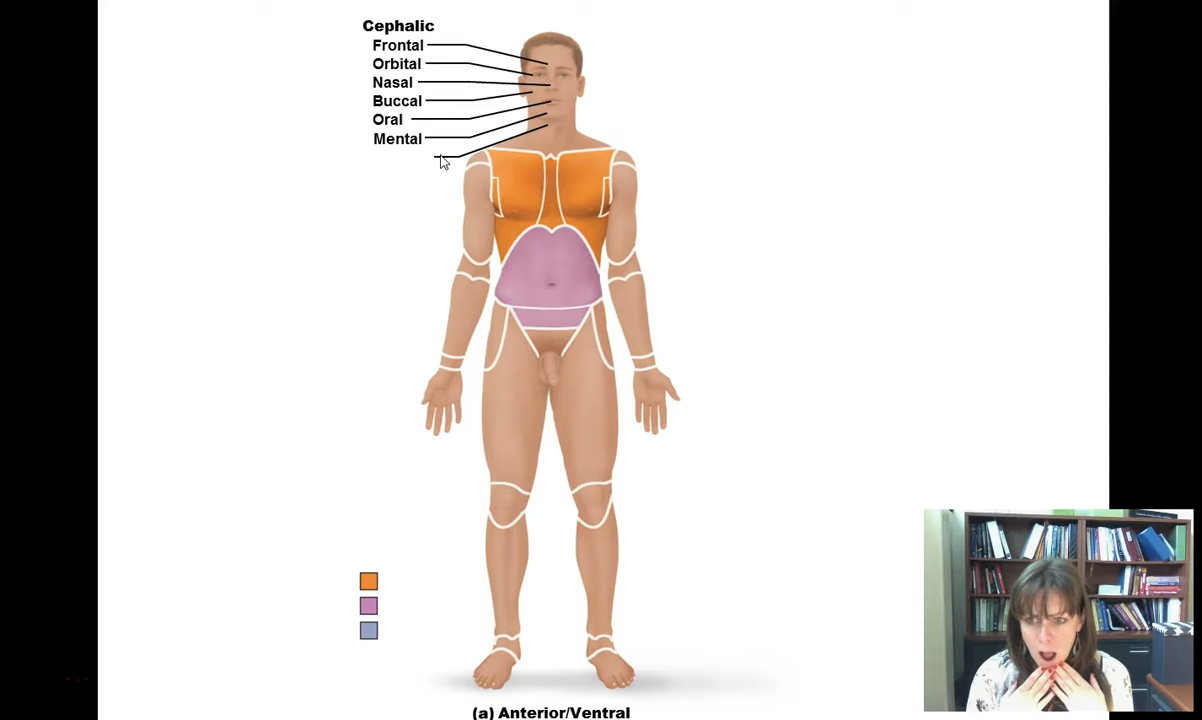 Cephalic
Frontal
Orbital
Nasal
Buccal
Oral
Mental
(a) Anterior/Ventral